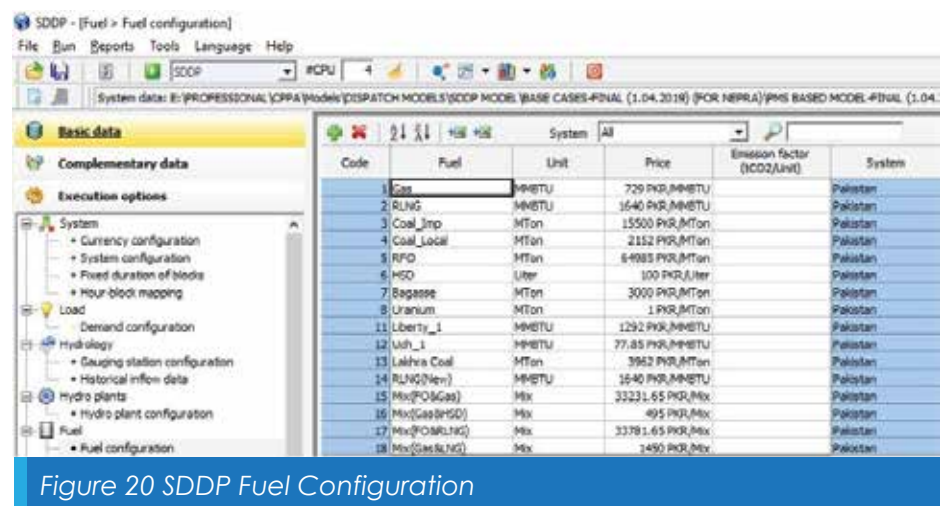 SDDP - [Fuel > Fuel configuration]
File Run Reports Tools Language Help
SDDP #CPU 4
System data: E:\PROFESSIONAL\CPPA\Models\DISPATCH MODELS\SDDP MODEL\BASE CASES-FINAL (1.04.2019) (FOR NEPRA)\PMS BASED MODEL-FINAL (1.04.
Basic data
System All
Complementary data
Code Fuel Unit Price Emission factor (tCO2/Unit) System
Execution options
1 Gas MMBTU 729 PKR/MMBTU Pakistan
2 RLNG MMBTU 1640 PKR/MMBTU Pakistan
System
3 Coal_Imp MTon 15500 PKR/MTon Pakistan
• Currency configuration
4 Coal_Local MTon 2152 PKR/MTon Pakistan
• System configuration
5 RFO MTon 64985 PKR/MTon Pakistan
• Fixed duration of blocks
6 HSD Liter 100 PKR/Liter Pakistan
• Hour-block mapping
7 Bagasse MTon 3000 PKR/MTon Pakistan
Load
8 Uranium MTon 1 PKR/MTon Pakistan
Demand configuration
11 Liberty_1 MMBTU 1292 PKR/MMBTU Pakistan
Hydrology
12 Uch_1 MMBTU 77.85 PKR/MMBTU Pakistan
• Gauging station configuration
13 Lakhra Coal MTon 3962 PKR/MTon Pakistan
• Historical inflow data
14 RLNG(New) MMBTU 1640 PKR/MMBTU Pakistan
Hydro plants
15 Mix(FO&Gas) Mix 33231.65 PKR/Mix Pakistan
• Hydro plant configuration
16 Mix(Gas&HSD) Mix 495 PKR/Mix Pakistan
Fuel
17 Mix(FO&RLNG) Mix 33781.65 PKR/Mix Pakistan
• Fuel configuration
18 Mix(Gas&LNG) Mix 1450 PKR/Mix Pakistan
Figure 20 SDDP Fuel Configuration